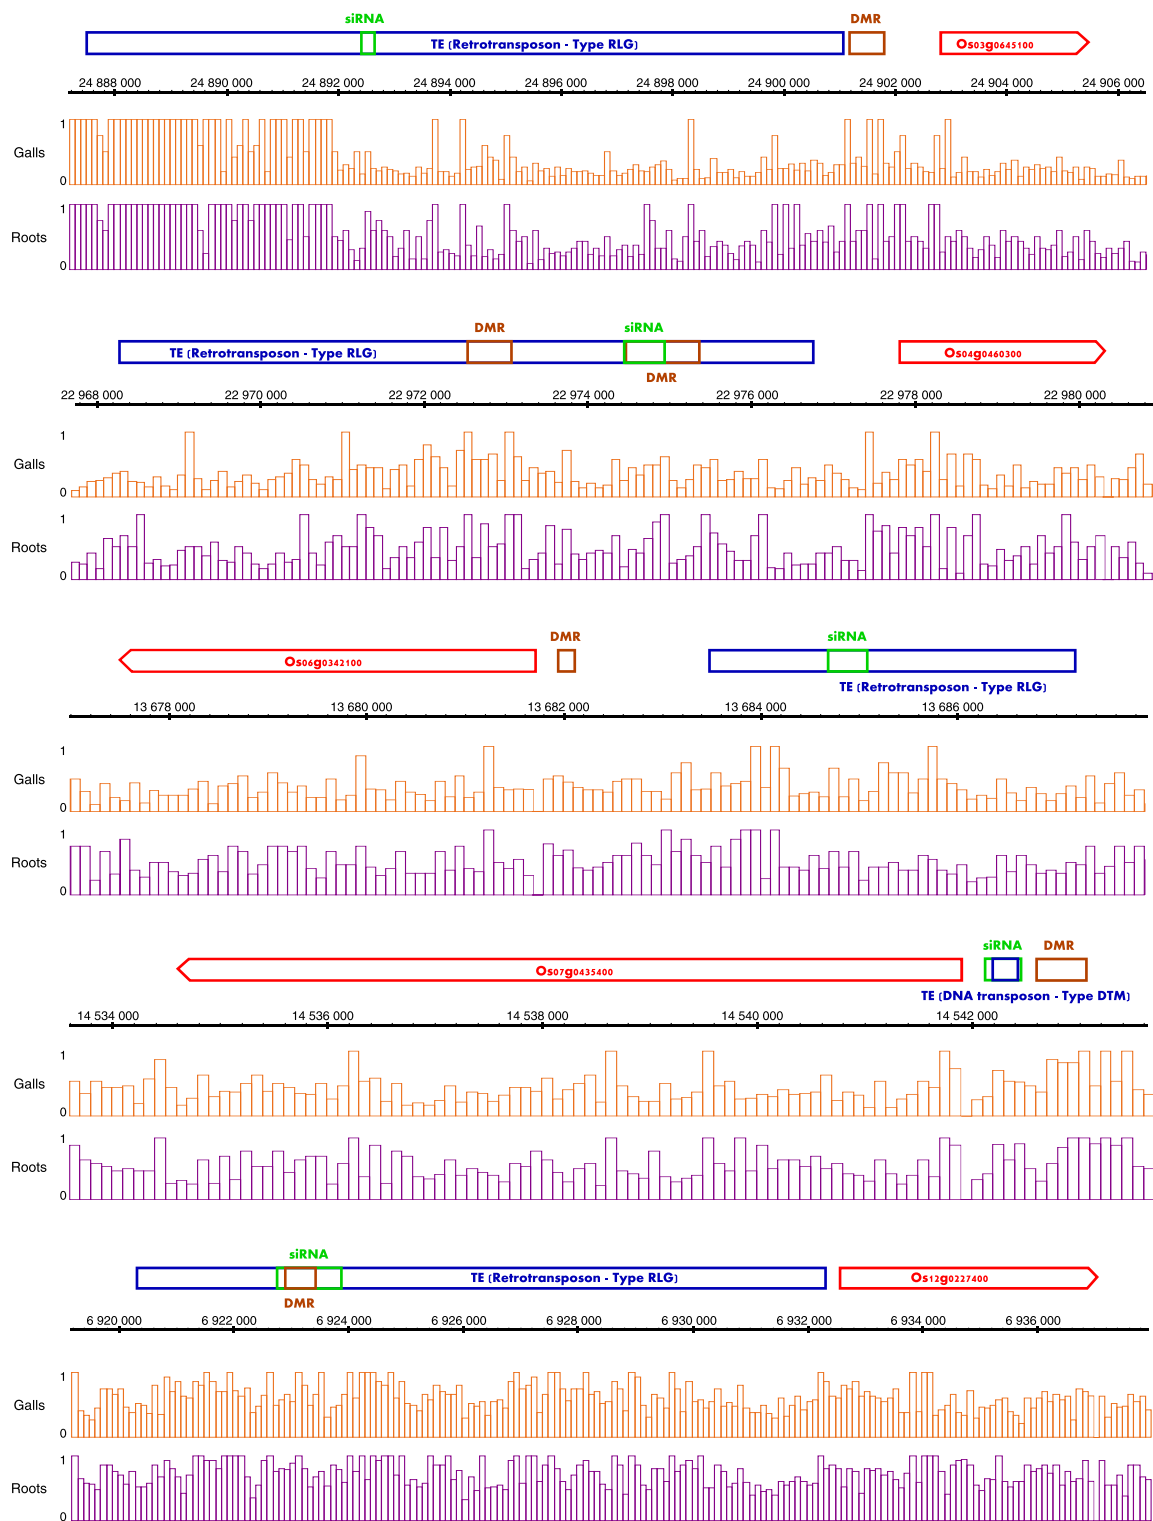 siRNA DMR
TE (Retrotransposon - Type RLG) Os03g0645100
24 888 000 24 890 000 24 892 000 24 894 000 24 896 000 24 898 000 24 900 000 24 902 000 24 904 000 24 906 000
1
Galls
0
1
Roots
0
DMR siRNA
TE (Retrotransposon - Type RLG) Os04g0460300
DMR
22 968 000 22 970 000 22 972 000 22 974 000 22 976 000 22 978 000 22 980 000
1
Galls
0
1
Roots
0
DMR siRNA
Os06g0342100
TE (Retrotransposon - Type RLG)
13 678 000 13 680 000 13 682 000 13 684 000 13 686 000
1
Galls
0
1
Roots
0
siRNA DMR
Os07g0435400
TE (DNA transposon - Type DTM)
14 534 000 14 536 000 14 538 000 14 540 000 14 542 000
1
Galls
0
1
Roots
0
siRNA
TE (Retrotransposon - Type RLG) Os12g0227400
DMR
6 920 000 6 922 000 6 924 000 6 926 000 6 928 000 6 930 000 6 932 000 6 934 000 6 936 000
1
Galls
0
1
Roots
0